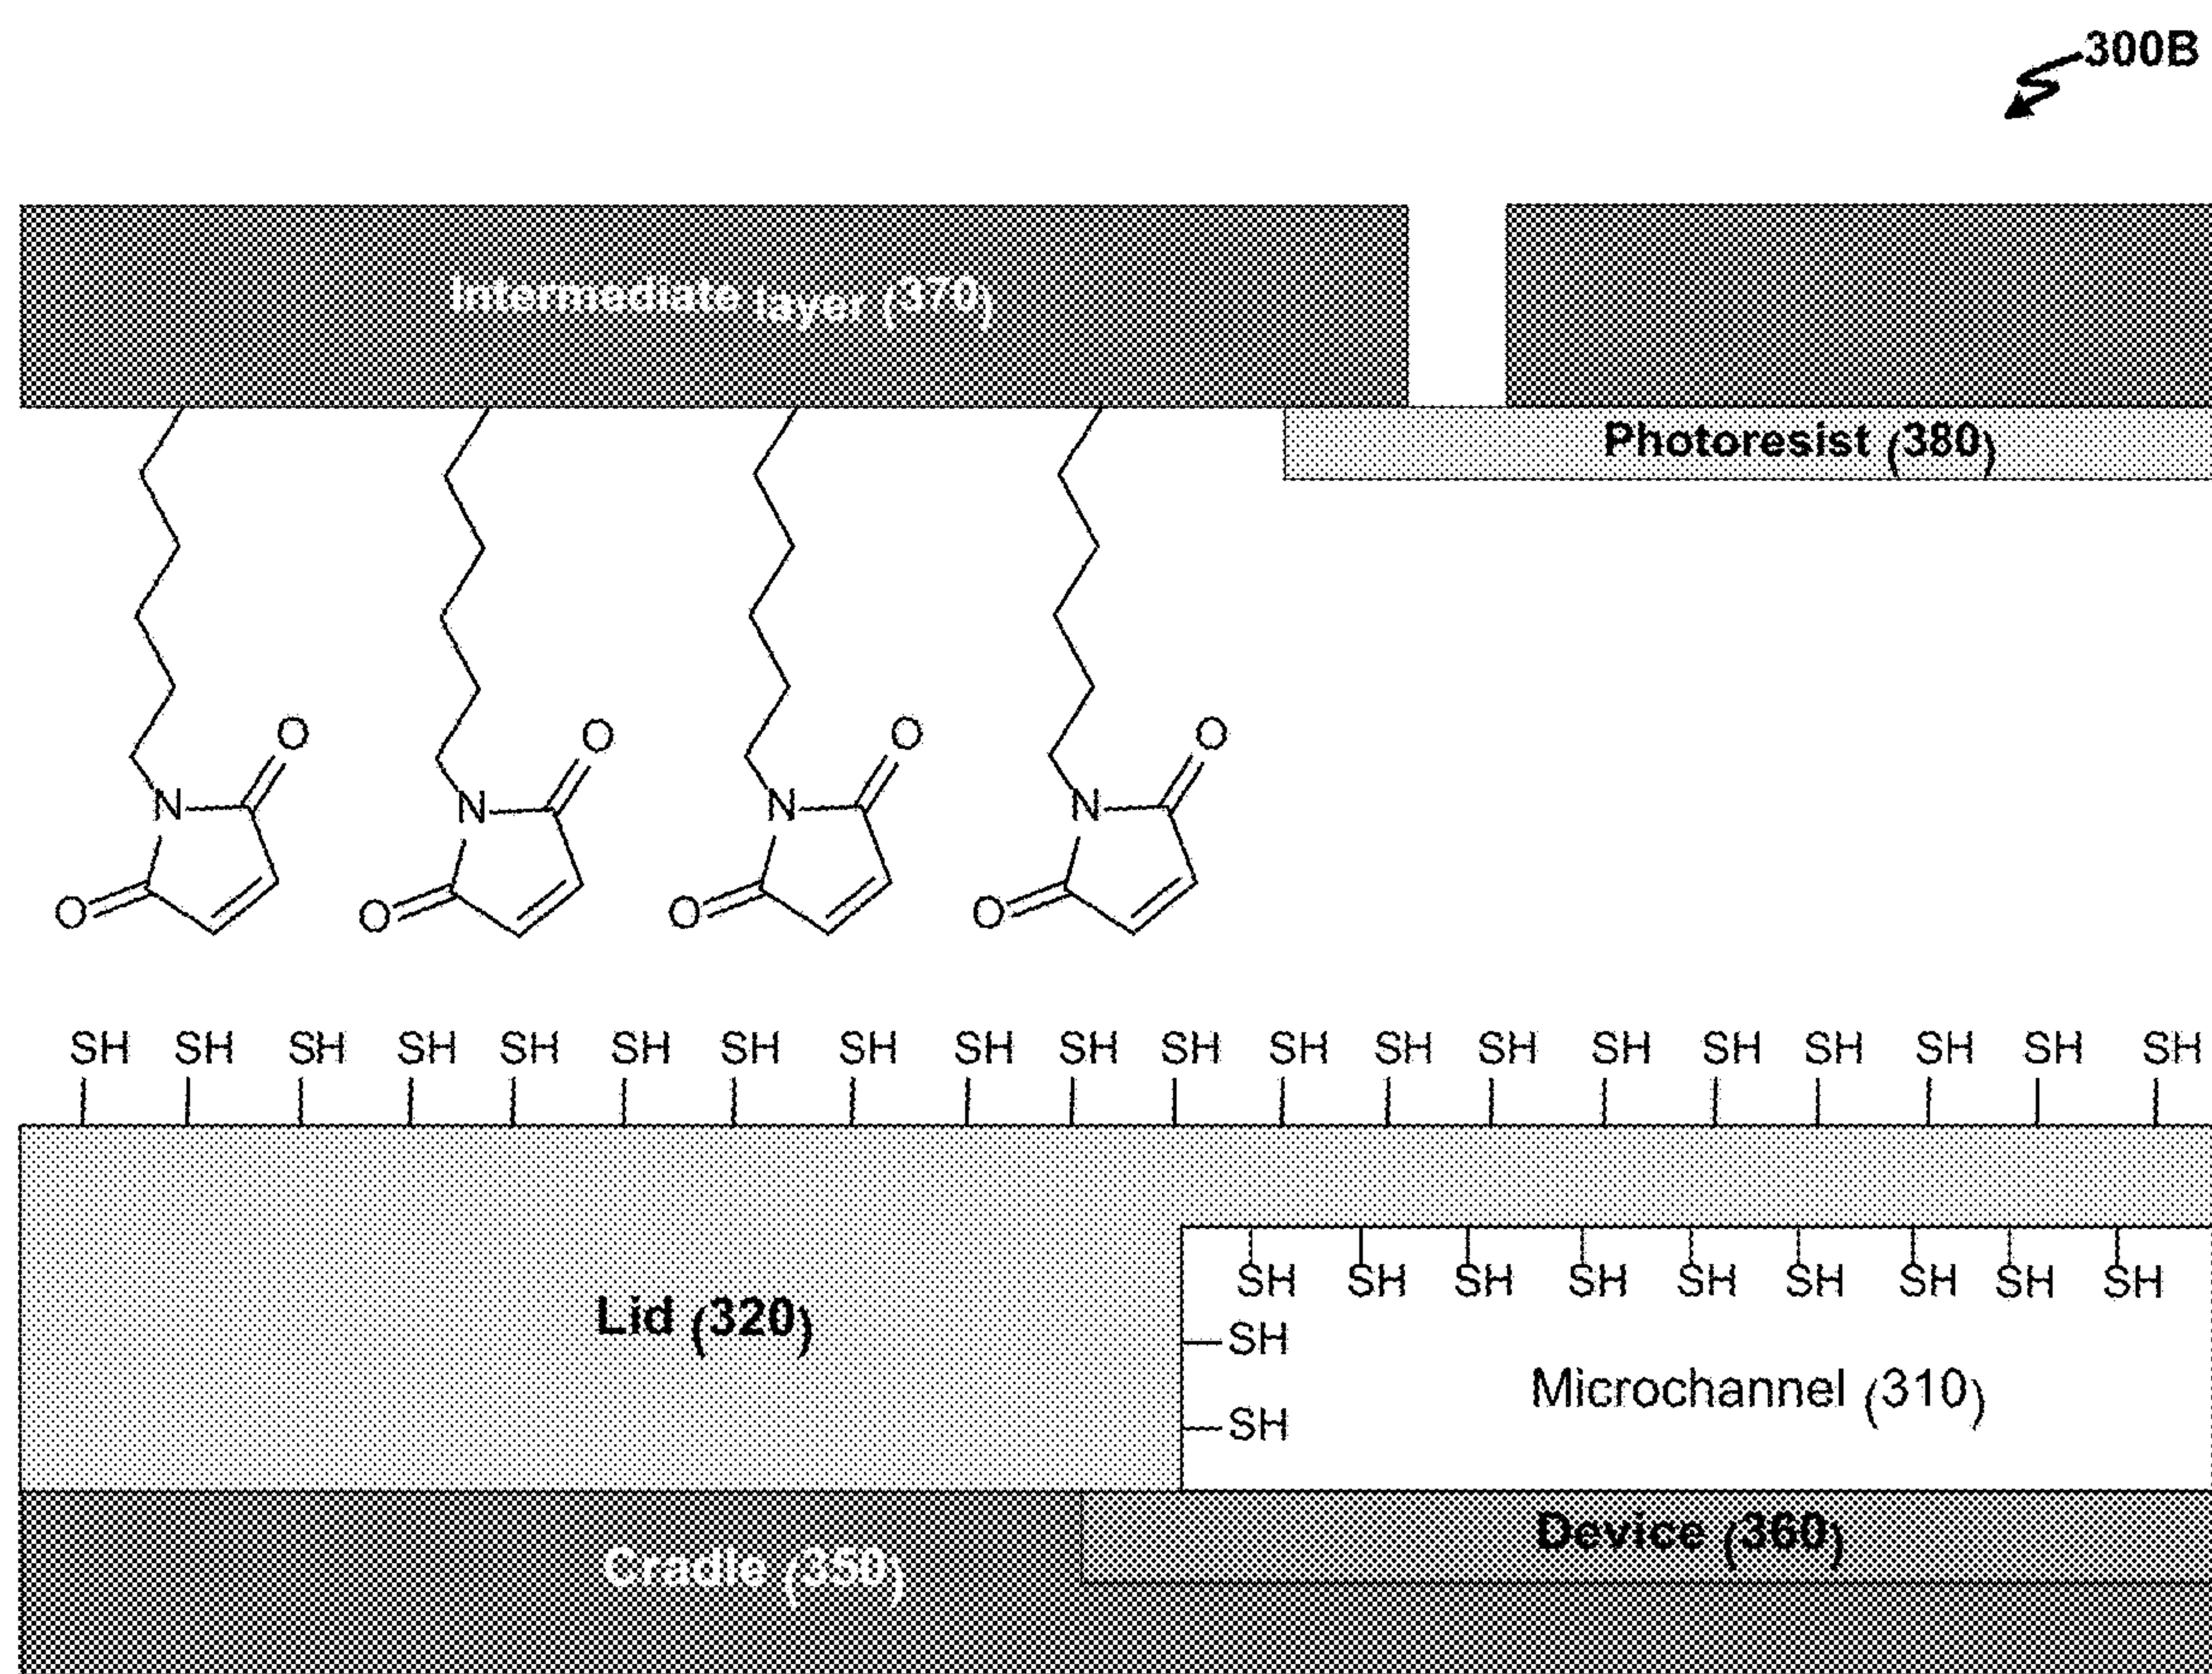 300B
Intermediate layer (370)
Photoresist (380)
O O O O
N N N N
O O O O
SH SH SH SH SH SH SH SH SH SH SH SH SH SH SH SH SH SH SH SH
SH SH SH SH SH SH SH SH SH
Lid (320)
SH
Microchannel (310)
SH
Device (360)
Cradle (350)